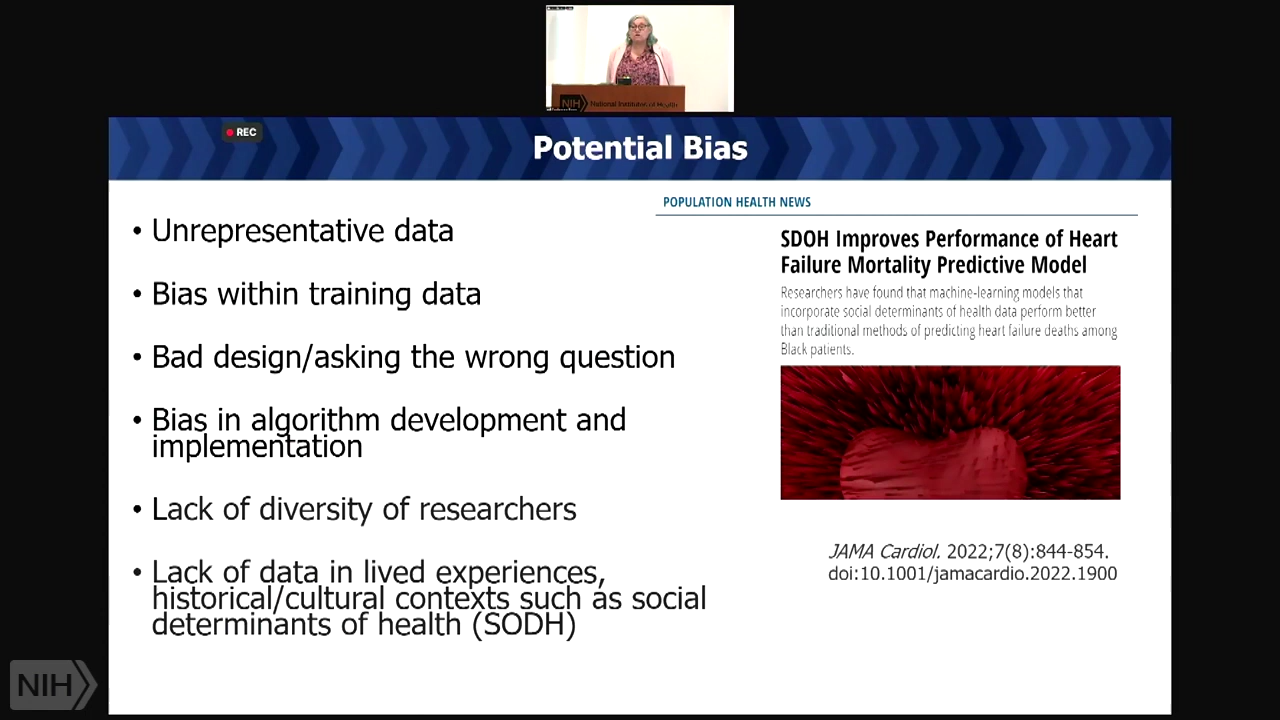 NIH National Institutes of Health
REC
Potential Bias
• Unrepresentative data
• Bias within training data
• Bad design/asking the wrong question
• Bias in algorithm development and
implementation
• Lack of diversity of researchers
• Lack of data in lived experiences,
historical/cultural contexts such as social
determinants of health (SODH)
POPULATION HEALTH NEWS
SDOH Improves Performance of Heart
Failure Mortality Predictive Model
Researchers have found that machine-learning models that
incorporate social determinants of health data perform better
than traditional methods of predicting heart failure deaths among
Black patients.
JAMA Cardiol. 2022;7(8):844-854.
doi:10.1001/jamacardio.2022.1900
NIH